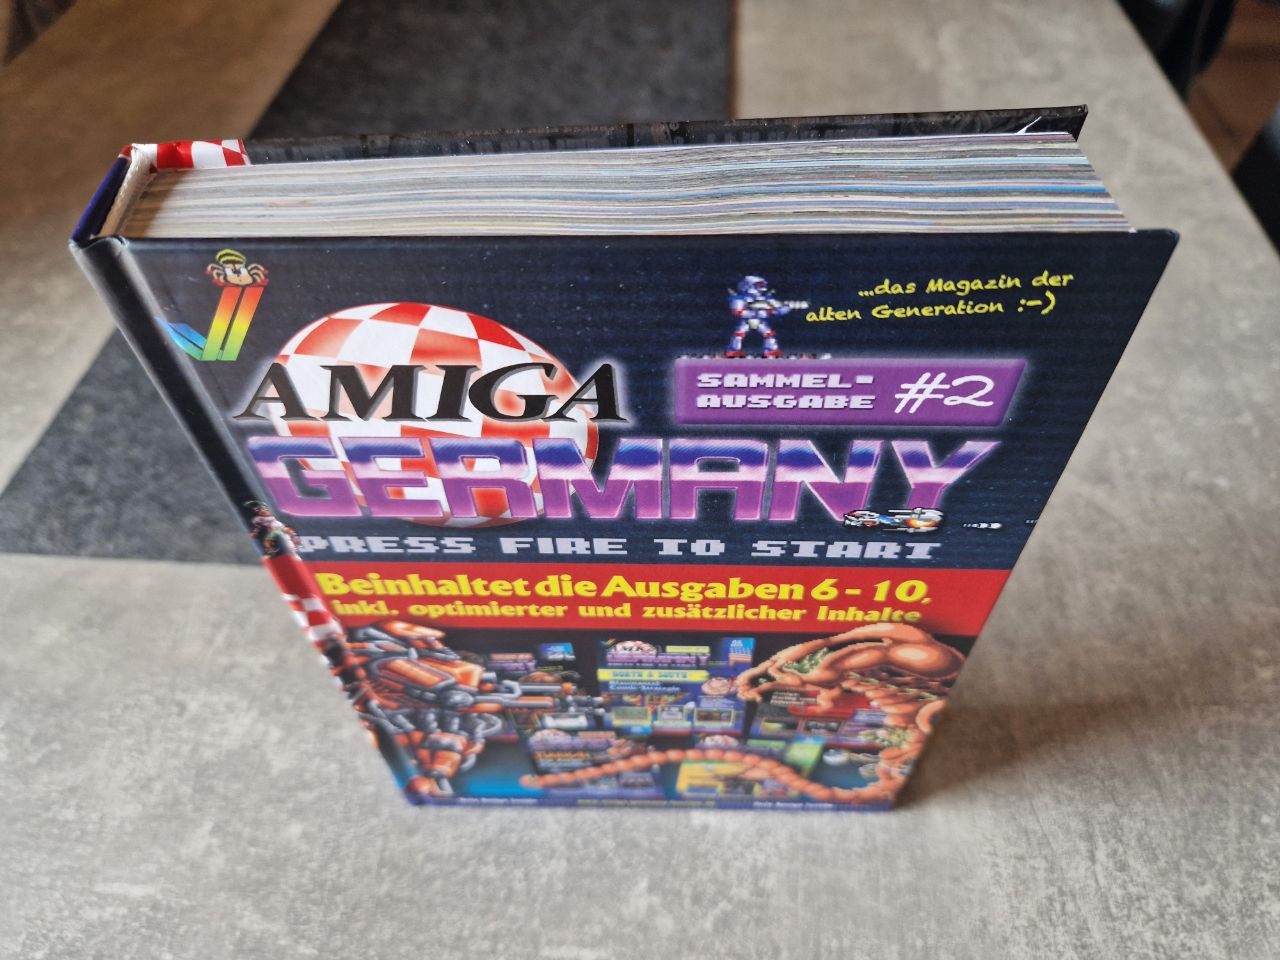 ...das Magazin der
alten Generation :-)
AMIGA
SAMMEL-
AUSGABE #2
GERMANY
PRESS FIRE TO START
Beinhaltet die Ausgaben 6 - 10,
inkl. optimierter und zusätzlicher Inhalte